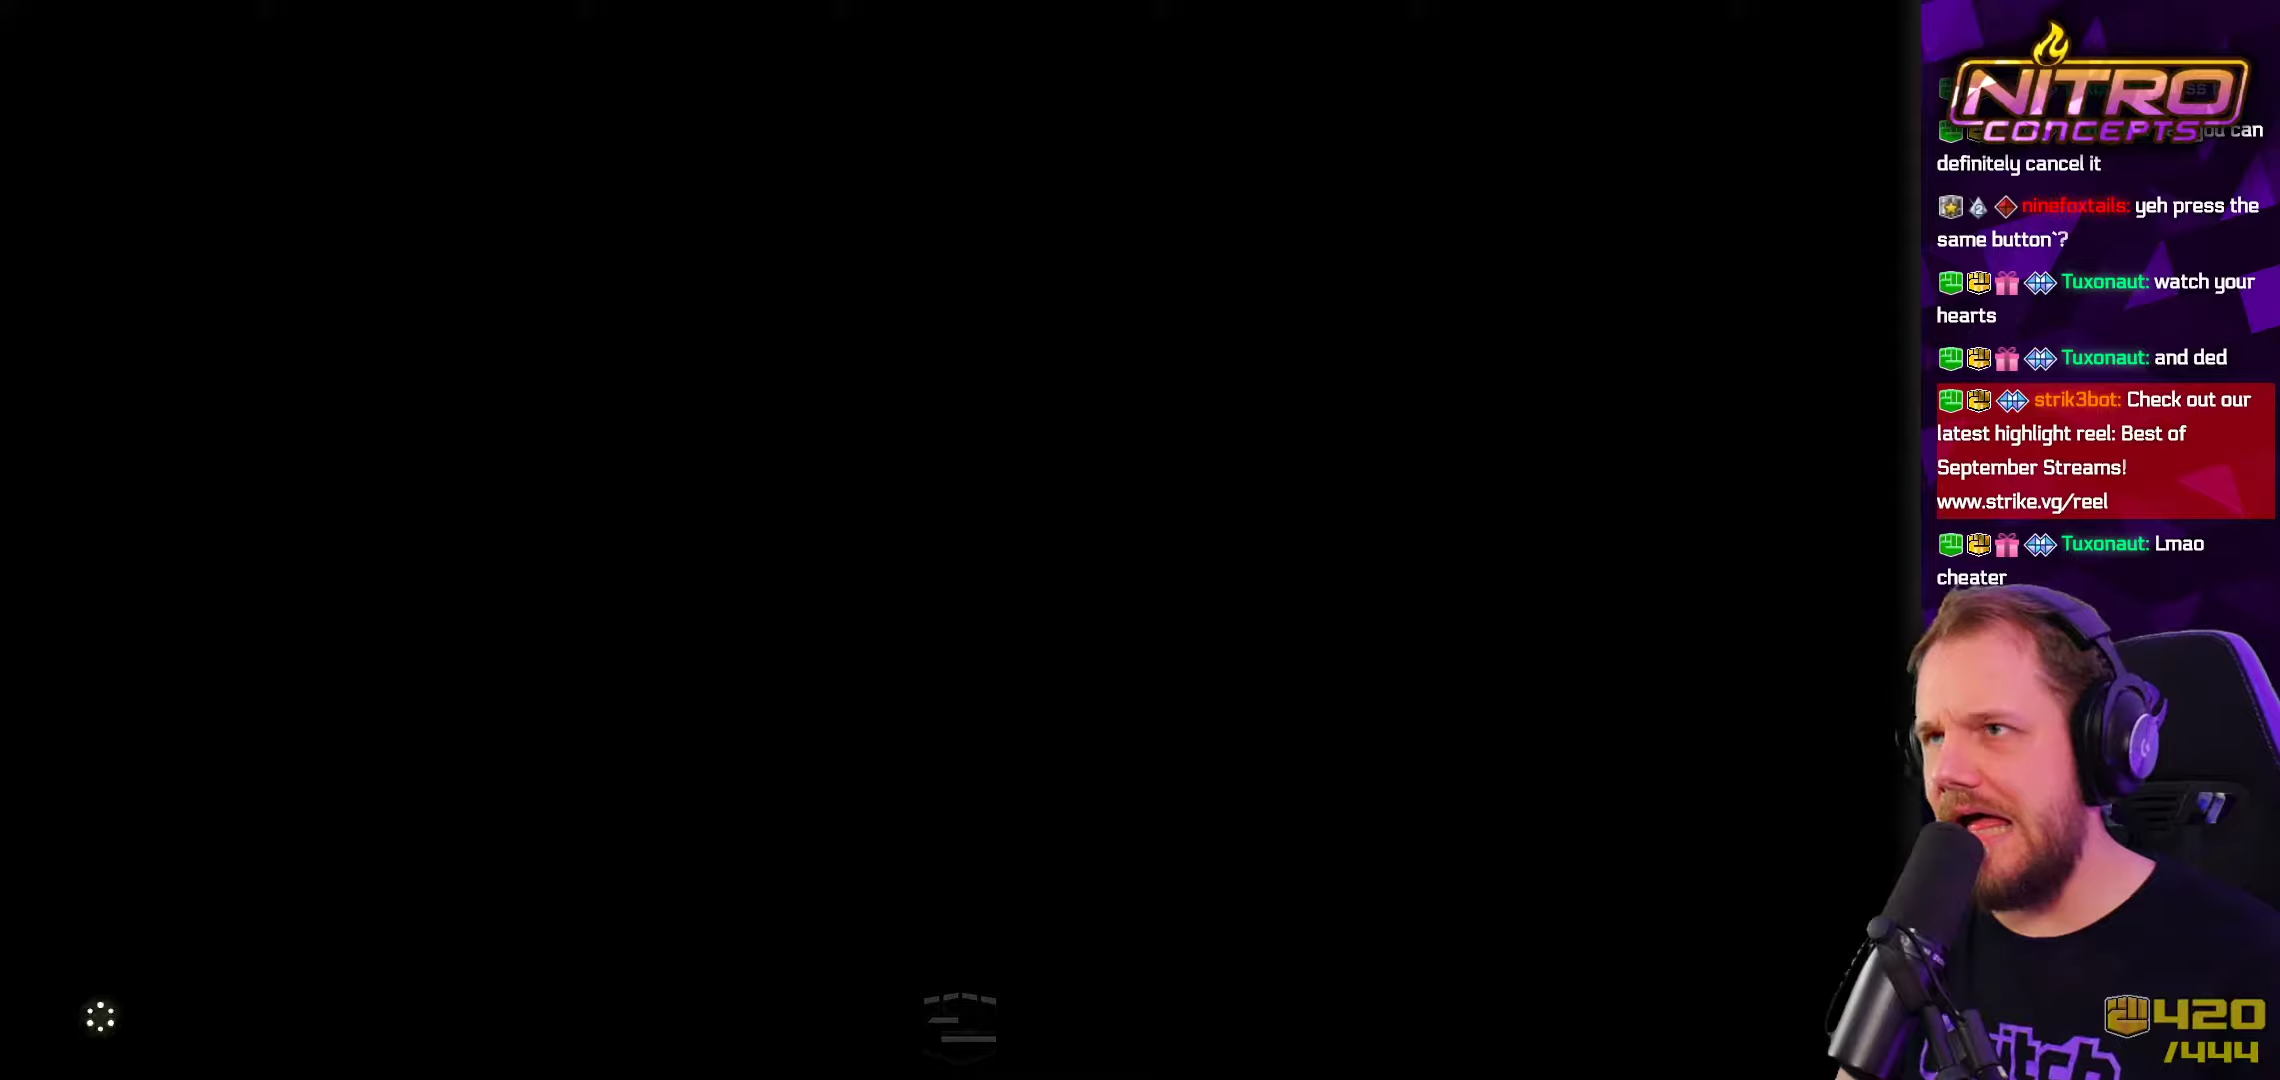 NITRO
CONCEPTS
you can
definitely cancel it
ninefoxtails: yeh press the
same button`?
Tuxonaut: watch your
hearts
Tuxonaut: and ded
strik3bot: Check out our
latest highlight reel: Best of
September Streams!
www.strike.vg/reel
Tuxonaut: Lmao
cheater
420
/444